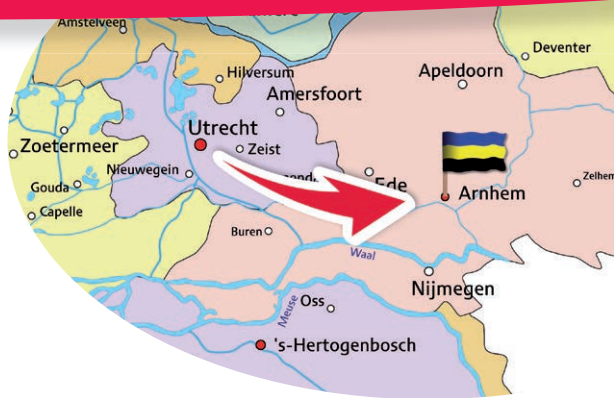 Amstelveen
Deventer
Hilversum
Apeldoorn
Amersfoort
Utrecht
Zeist
Zoetermeer
Nieuwegein
Ede
Arnhem
Zelhem
Gouda
Capelle
Buren
Waal
Nijmegen
Meuse
Oss
's-Hertogenbosch